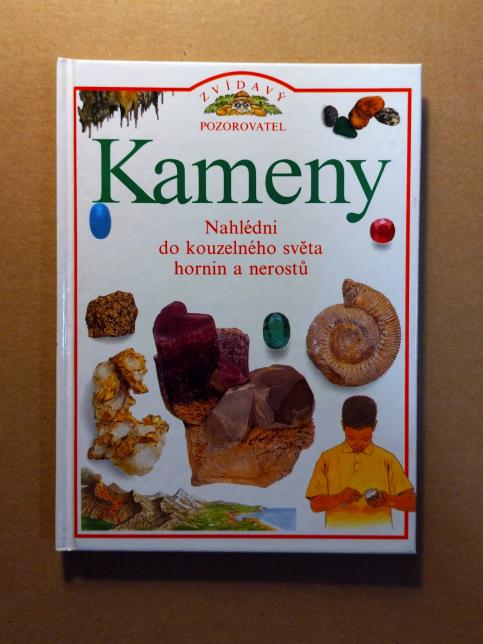 ZVÍDAVÝ
POZOROVATEL
Kameny
Nahlédni
do kouzelného světa
hornin a nerostů